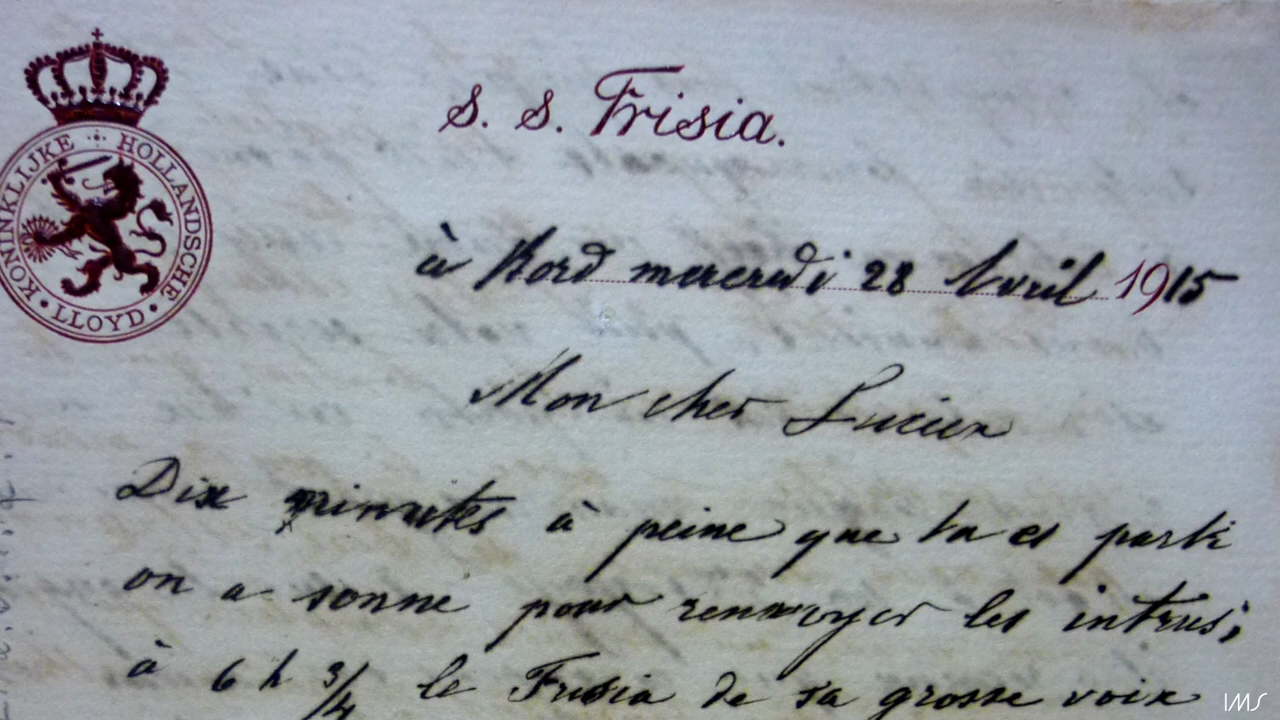 KONINKLIJKE HOLLANDSCHE LLOYD
S. S. Frisia.
à Bord mercredi 28 Avril 1915
Mon cher Lucien
Dix minutes à peine que tu es parti
on a sonné pour renvoyer les intrus;
à 6 h 3/4 le Frisia de sa grosse voix
IMS